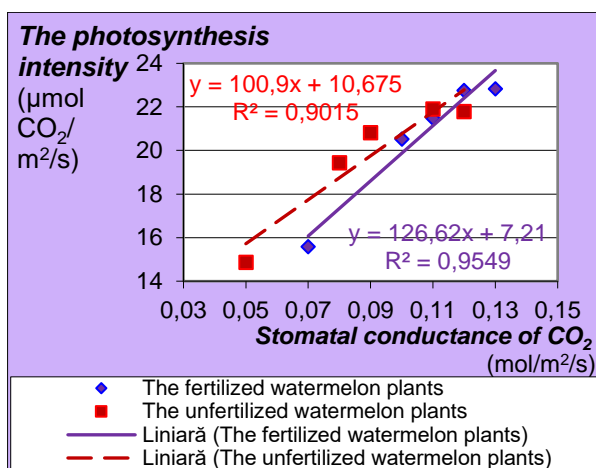 The photosynthesis
intensity
(µmol
CO₂/
m²/s)
24
22
20
18
16
14
y = 100,9x + 10,675
R² = 0,9015
y = 126,62x + 7,21
R² = 0,9549
0,03 0,05 0,07 0,09 0,11 0,13 0,15
Stomatal conductance of CO₂
(mol/m²/s)
The fertilized watermelon plants
The unfertilized watermelon plants
Liniară (The fertilized watermelon plants)
Liniară (The unfertilized watermelon plants)